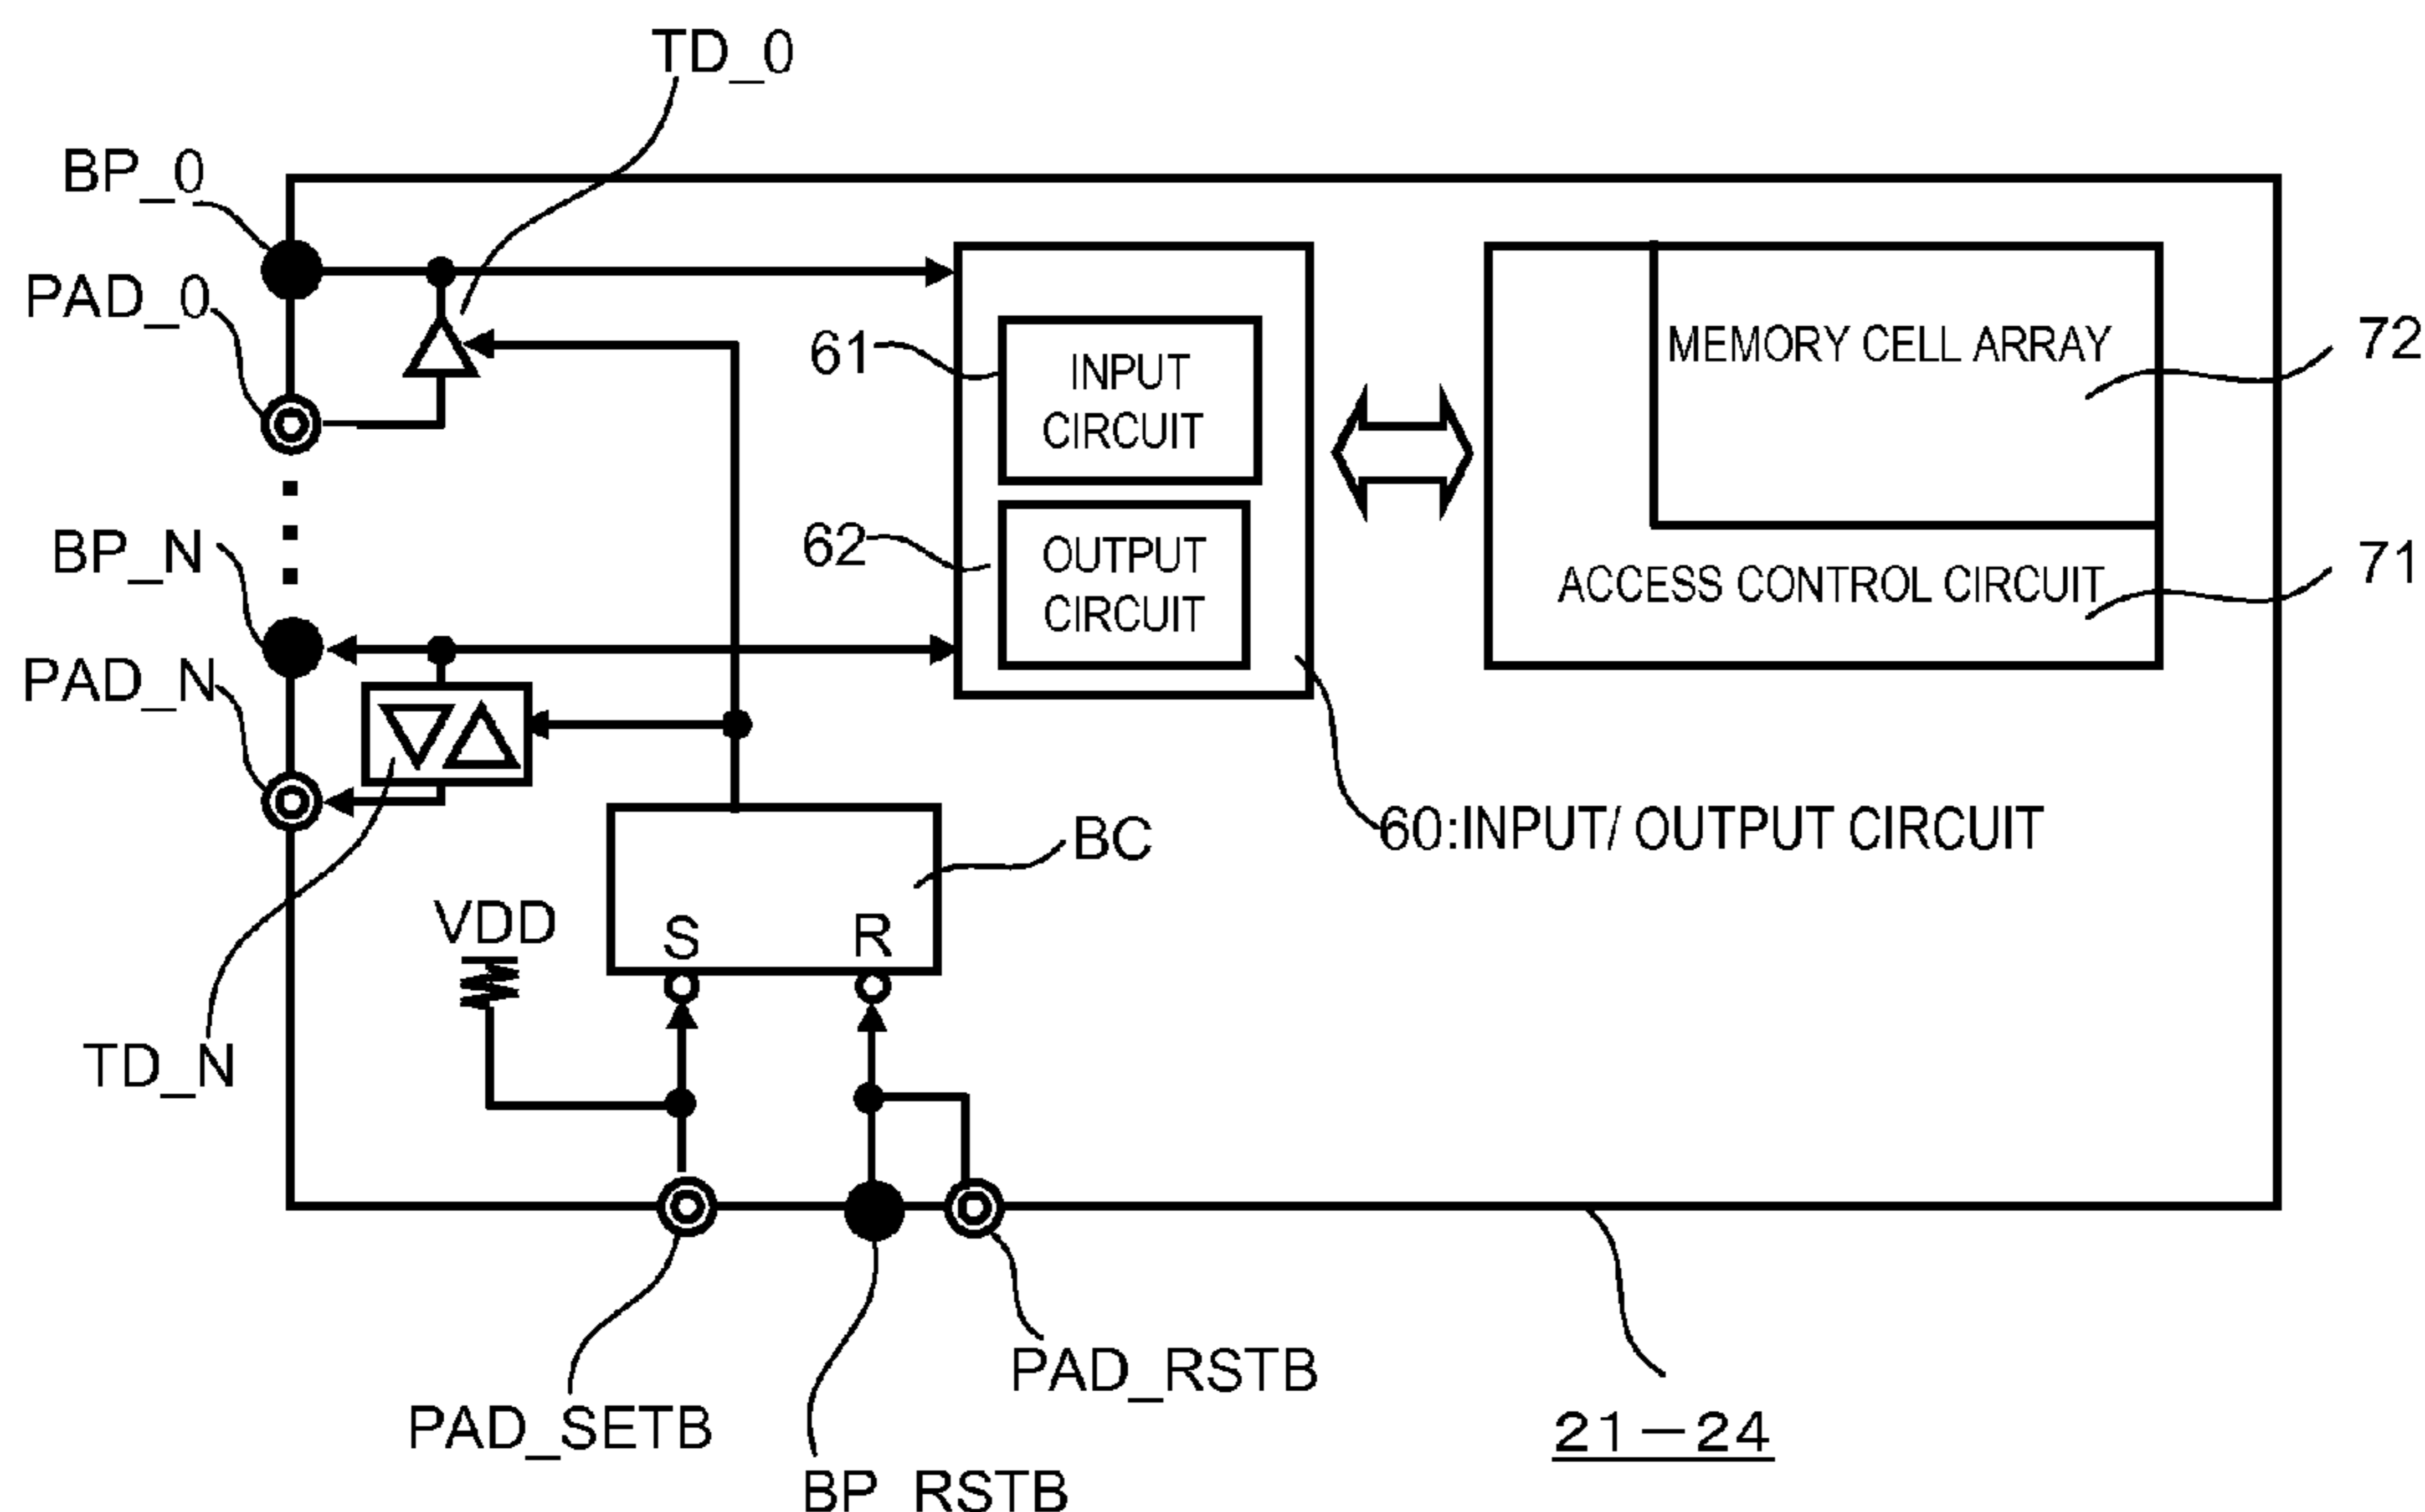 TD_0
BP_0
PAD_0
61
INPUT
CIRCUIT
MEMORY CELL ARRAY
72
BP_N
62
OUTPUT
CIRCUIT
ACCESS CONTROL CIRCUIT
71
PAD_N
60:INPUT/ OUTPUT CIRCUIT
BC
VDD
S
R
TD_N
PAD_RSTB
PAD_SETB
21-24
BP_RSTB